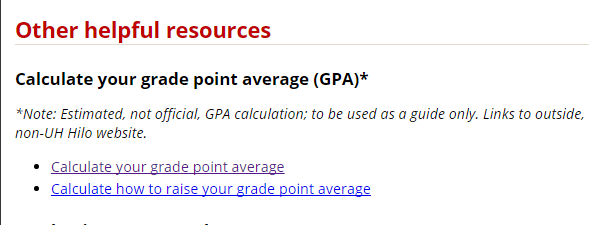 Other helpful resources
Calculate your grade point average (GPA)*
*Note: Estimated, not official, GPA calculation; to be used as a guide only. Links to outside,
non-UH Hilo website.
Calculate your grade point average
Calculate how to raise your grade point average